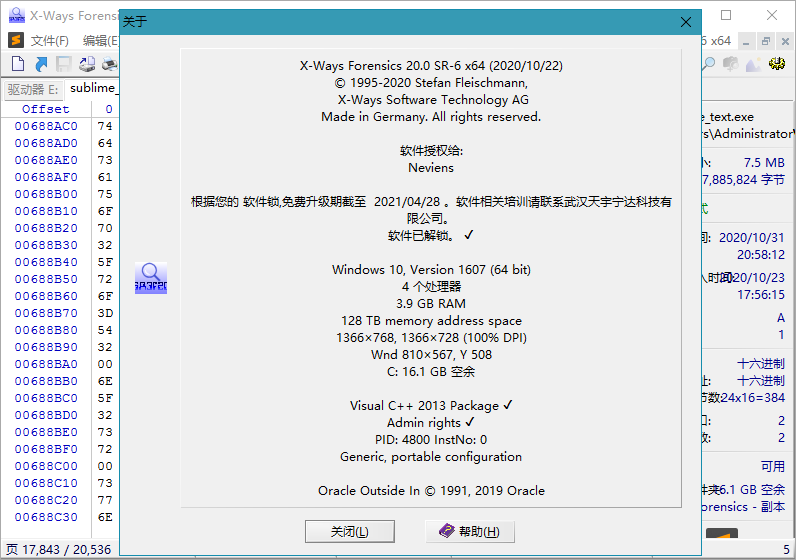 X-Ways Forensi
关于
6 x64
文件(F)
编辑(E
驱动器 E:
sublime_
Offset
0
00688AC0 74
00688AD0 64
00688AE0 73
00688AF0 61
00688B00 75
00688B10 6F
00688B20 70
00688B30 32
00688B40 5F
00688B50 72
00688B60 6F
00688B70 3D
00688B80 54
00688B90 32
00688BA0 00
00688BB0 6E
00688BC0 5F
00688BD0 32
00688BE0 73
00688BF0 72
00688C00 00
00688C10 73
00688C20 77
00688C30 6E
页 17,843 / 20,536
X-Ways Forensics 20.0 SR-6 x64 (2020/10/22)
© 1995-2020 Stefan Fleischmann,
X-Ways Software Technology AG
Made in Germany. All rights reserved.
软件授权给:
Neviens
根据您的 软件锁,免费升级期截至 2021/04/28 。软件相关培训请联系武汉天宇宁达科技有
限公司。
软件已解锁。 ✓
Windows 10, Version 1607 (64 bit)
4 个处理器
3.9 GB RAM
128 TB memory address space
1366×768, 1366×728 (100% DPI)
Wnd 810×567, Y 508
C: 16.1 GB 空余
Visual C++ 2013 Package ✓
Admin rights ✓
PID: 4800 InstNo: 0
Generic, portable configuration
Oracle Outside In © 1991, 2019 Oracle
关闭(L)
帮助(H)
e_text.exe
s\Administrator\
小: 7.5 MB
7,885,824 字节
式
间: 2020/10/31
20:58:12
入时间: 2020/10/23
17:56:15
A
1
十六进制
址: 十六进制
节数: 24x16=384
口: 2
数: 2
可用
件夹: 6.1 GB 空余
orensics - 副本
5